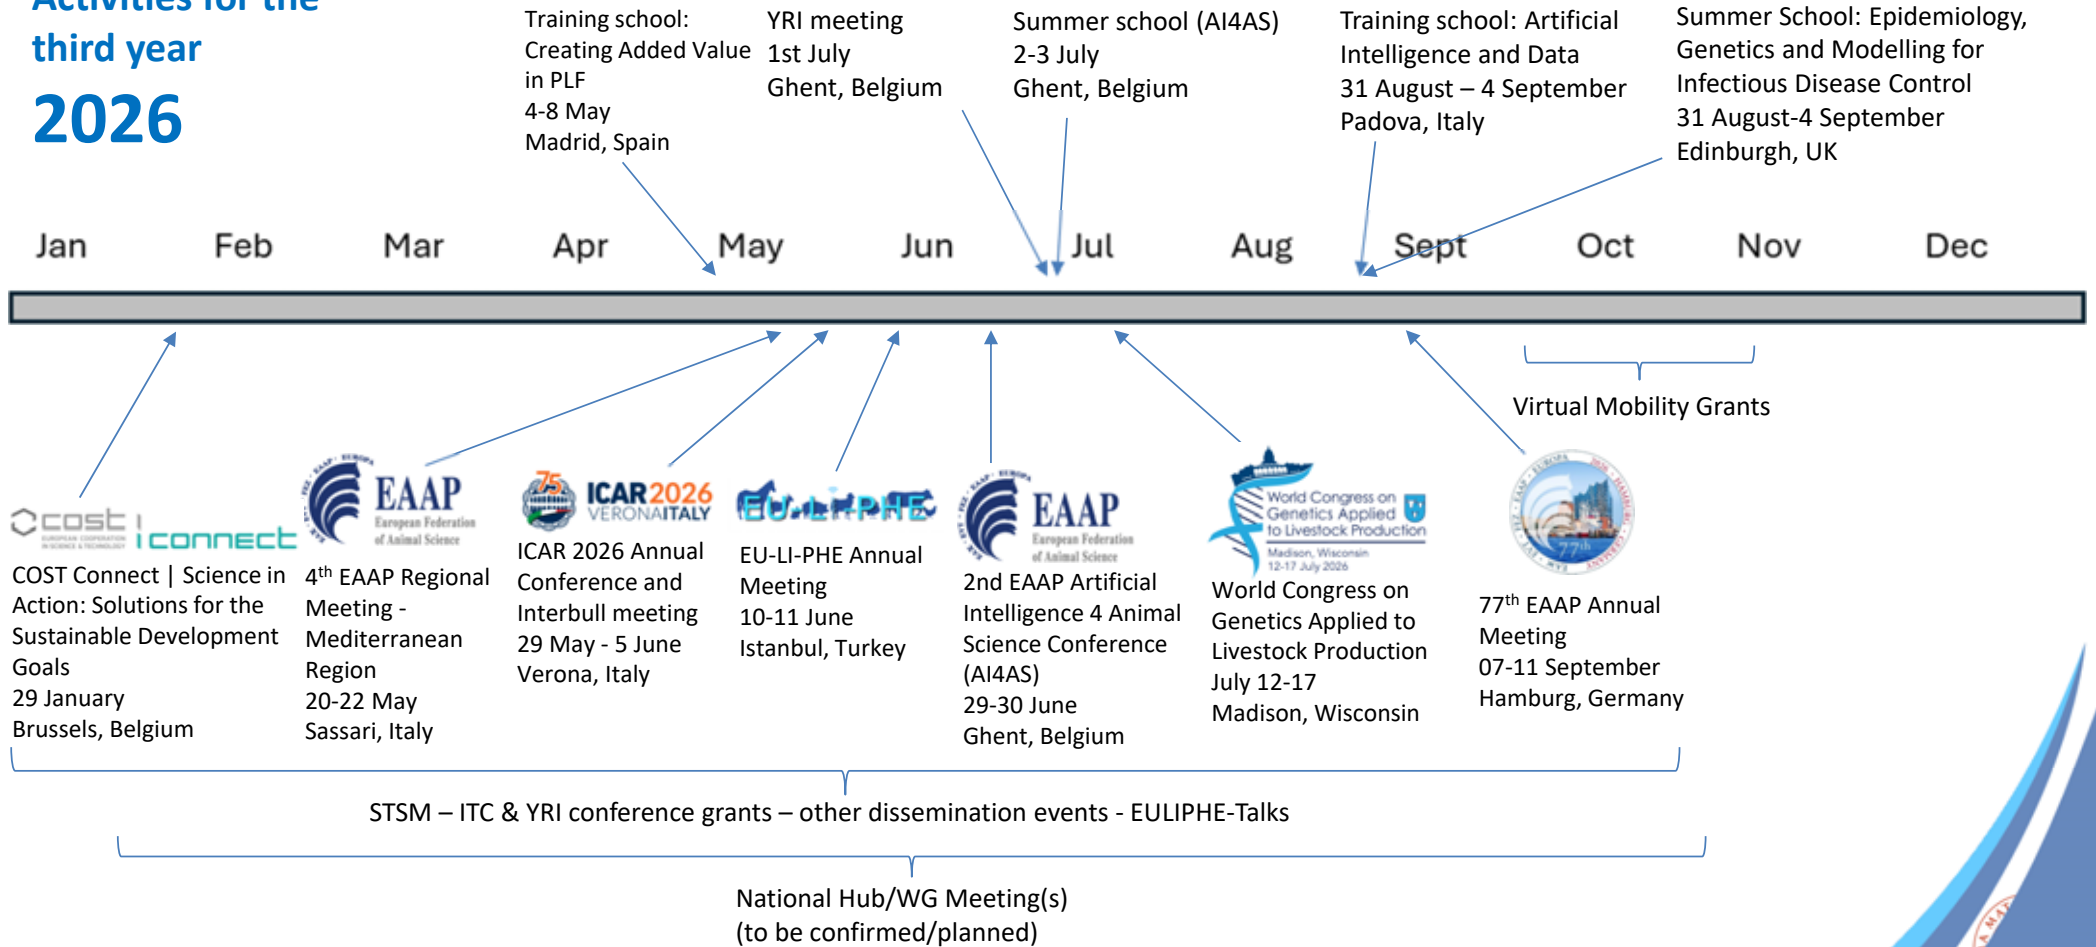 Activities for the
third year
2026
Training school:
Creating Added Value
in PLF
4-8 May
Madrid, Spain
YRI meeting
1st July
Ghent, Belgium
Summer school (AI4AS)
2-3 July
Ghent, Belgium
Training school: Artificial
Intelligence and Data
31 August – 4 September
Padova, Italy
Summer School: Epidemiology,
Genetics and Modelling for
Infectious Disease Control
31 August-4 September
Edinburgh, UK
Jan Feb Mar Apr May Jun Jul Aug Sept Oct Nov Dec
Virtual Mobility Grants
cost connect
EUROPEAN COOPERATION
IN SCIENCE & TECHNOLOGY
COST Connect | Science in
Action: Solutions for the
Sustainable Development
Goals
29 January
Brussels, Belgium
EAAP
European Federation
of Animal Science
4th EAAP Regional
Meeting -
Mediterranean
Region
20-22 May
Sassari, Italy
75
ICAR2026
VERONAITALY
ICAR 2026 Annual
Conference and
Interbull meeting
29 May - 5 June
Verona, Italy
EU-LI-PHE
EU-LI-PHE Annual
Meeting
10-11 June
Istanbul, Turkey
EAAP
European Federation
of Animal Science
2nd EAAP Artificial
Intelligence 4 Animal
Science Conference
(AI4AS)
29-30 June
Ghent, Belgium
World Congress on
Genetics Applied
to Livestock Production
Madison, Wisconsin
12-17 July 2026
World Congress on
Genetics Applied to
Livestock Production
July 12-17
Madison, Wisconsin
77th
77th EAAP Annual
Meeting
07-11 September
Hamburg, Germany
STSM – ITC & YRI conference grants – other dissemination events - EULIPHE-Talks
National Hub/WG Meeting(s)
(to be confirmed/planned)